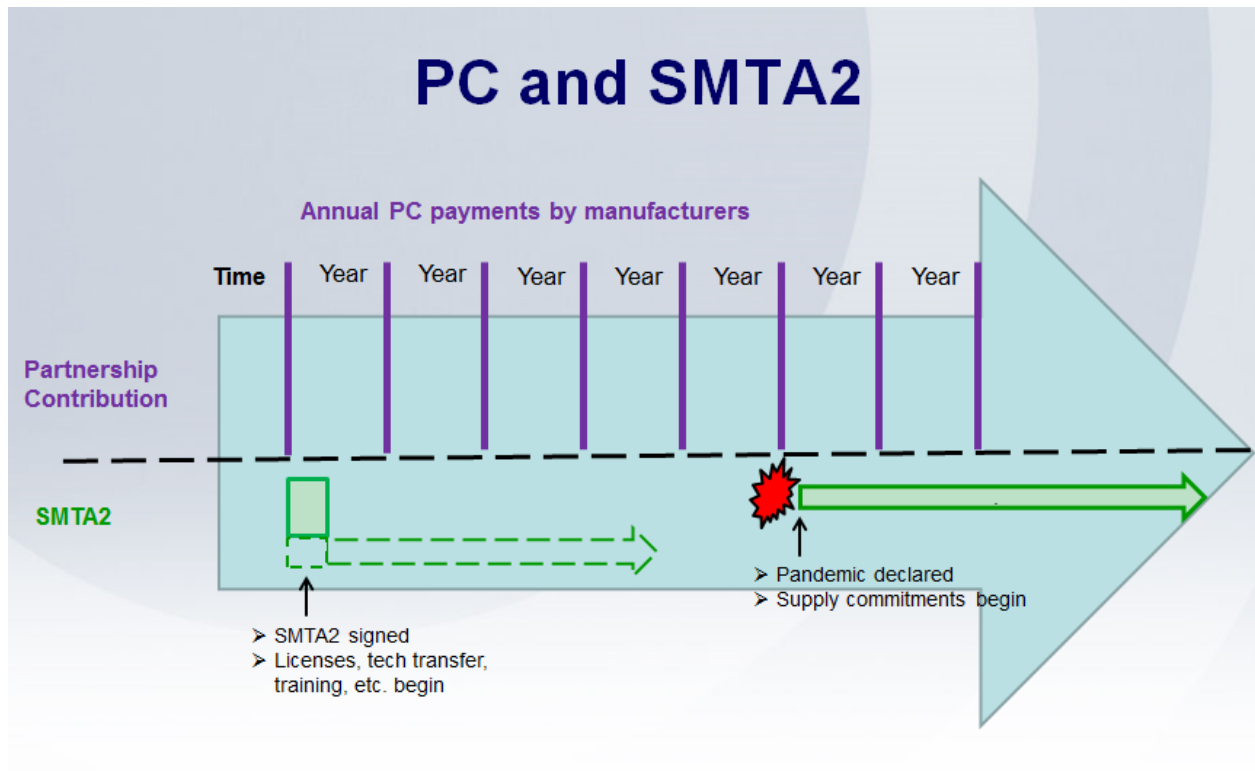 PC and SMTA2
Annual PC payments by manufacturers
Time Year Year Year Year Year Year Year
Partnership
Contribution
SMTA2
➢ Pandemic declared
➢ Supply commitments begin
➢ SMTA2 signed
➢ Licenses, tech transfer,
training, etc. begin